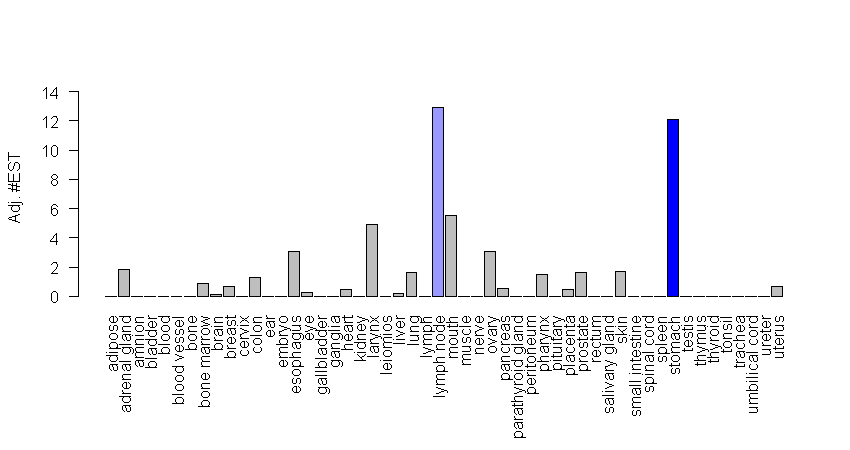 Adj. #EST
14
12
10
8
6
4
2
0
adipose
adrenal gland
amnion
bladder
blood
blood vessel
bone
bone marrow
brain
breast
cervix
colon
ear
embryo
esophagus
eye
gallbladder
ganglia
heart
kidney
larynx
leiomios
liver
lung
lymph
lymph node
mouth
muscle
nerve
ovary
pancreas
parathyroid gland
peritoneum
pharynx
pituitary
placenta
prostate
rectum
salivary gland
skin
small intestine
spinal cord
spleen
stomach
testis
thymus
thyroid
tonsil
trachea
umbilical cord
ureter
uterus